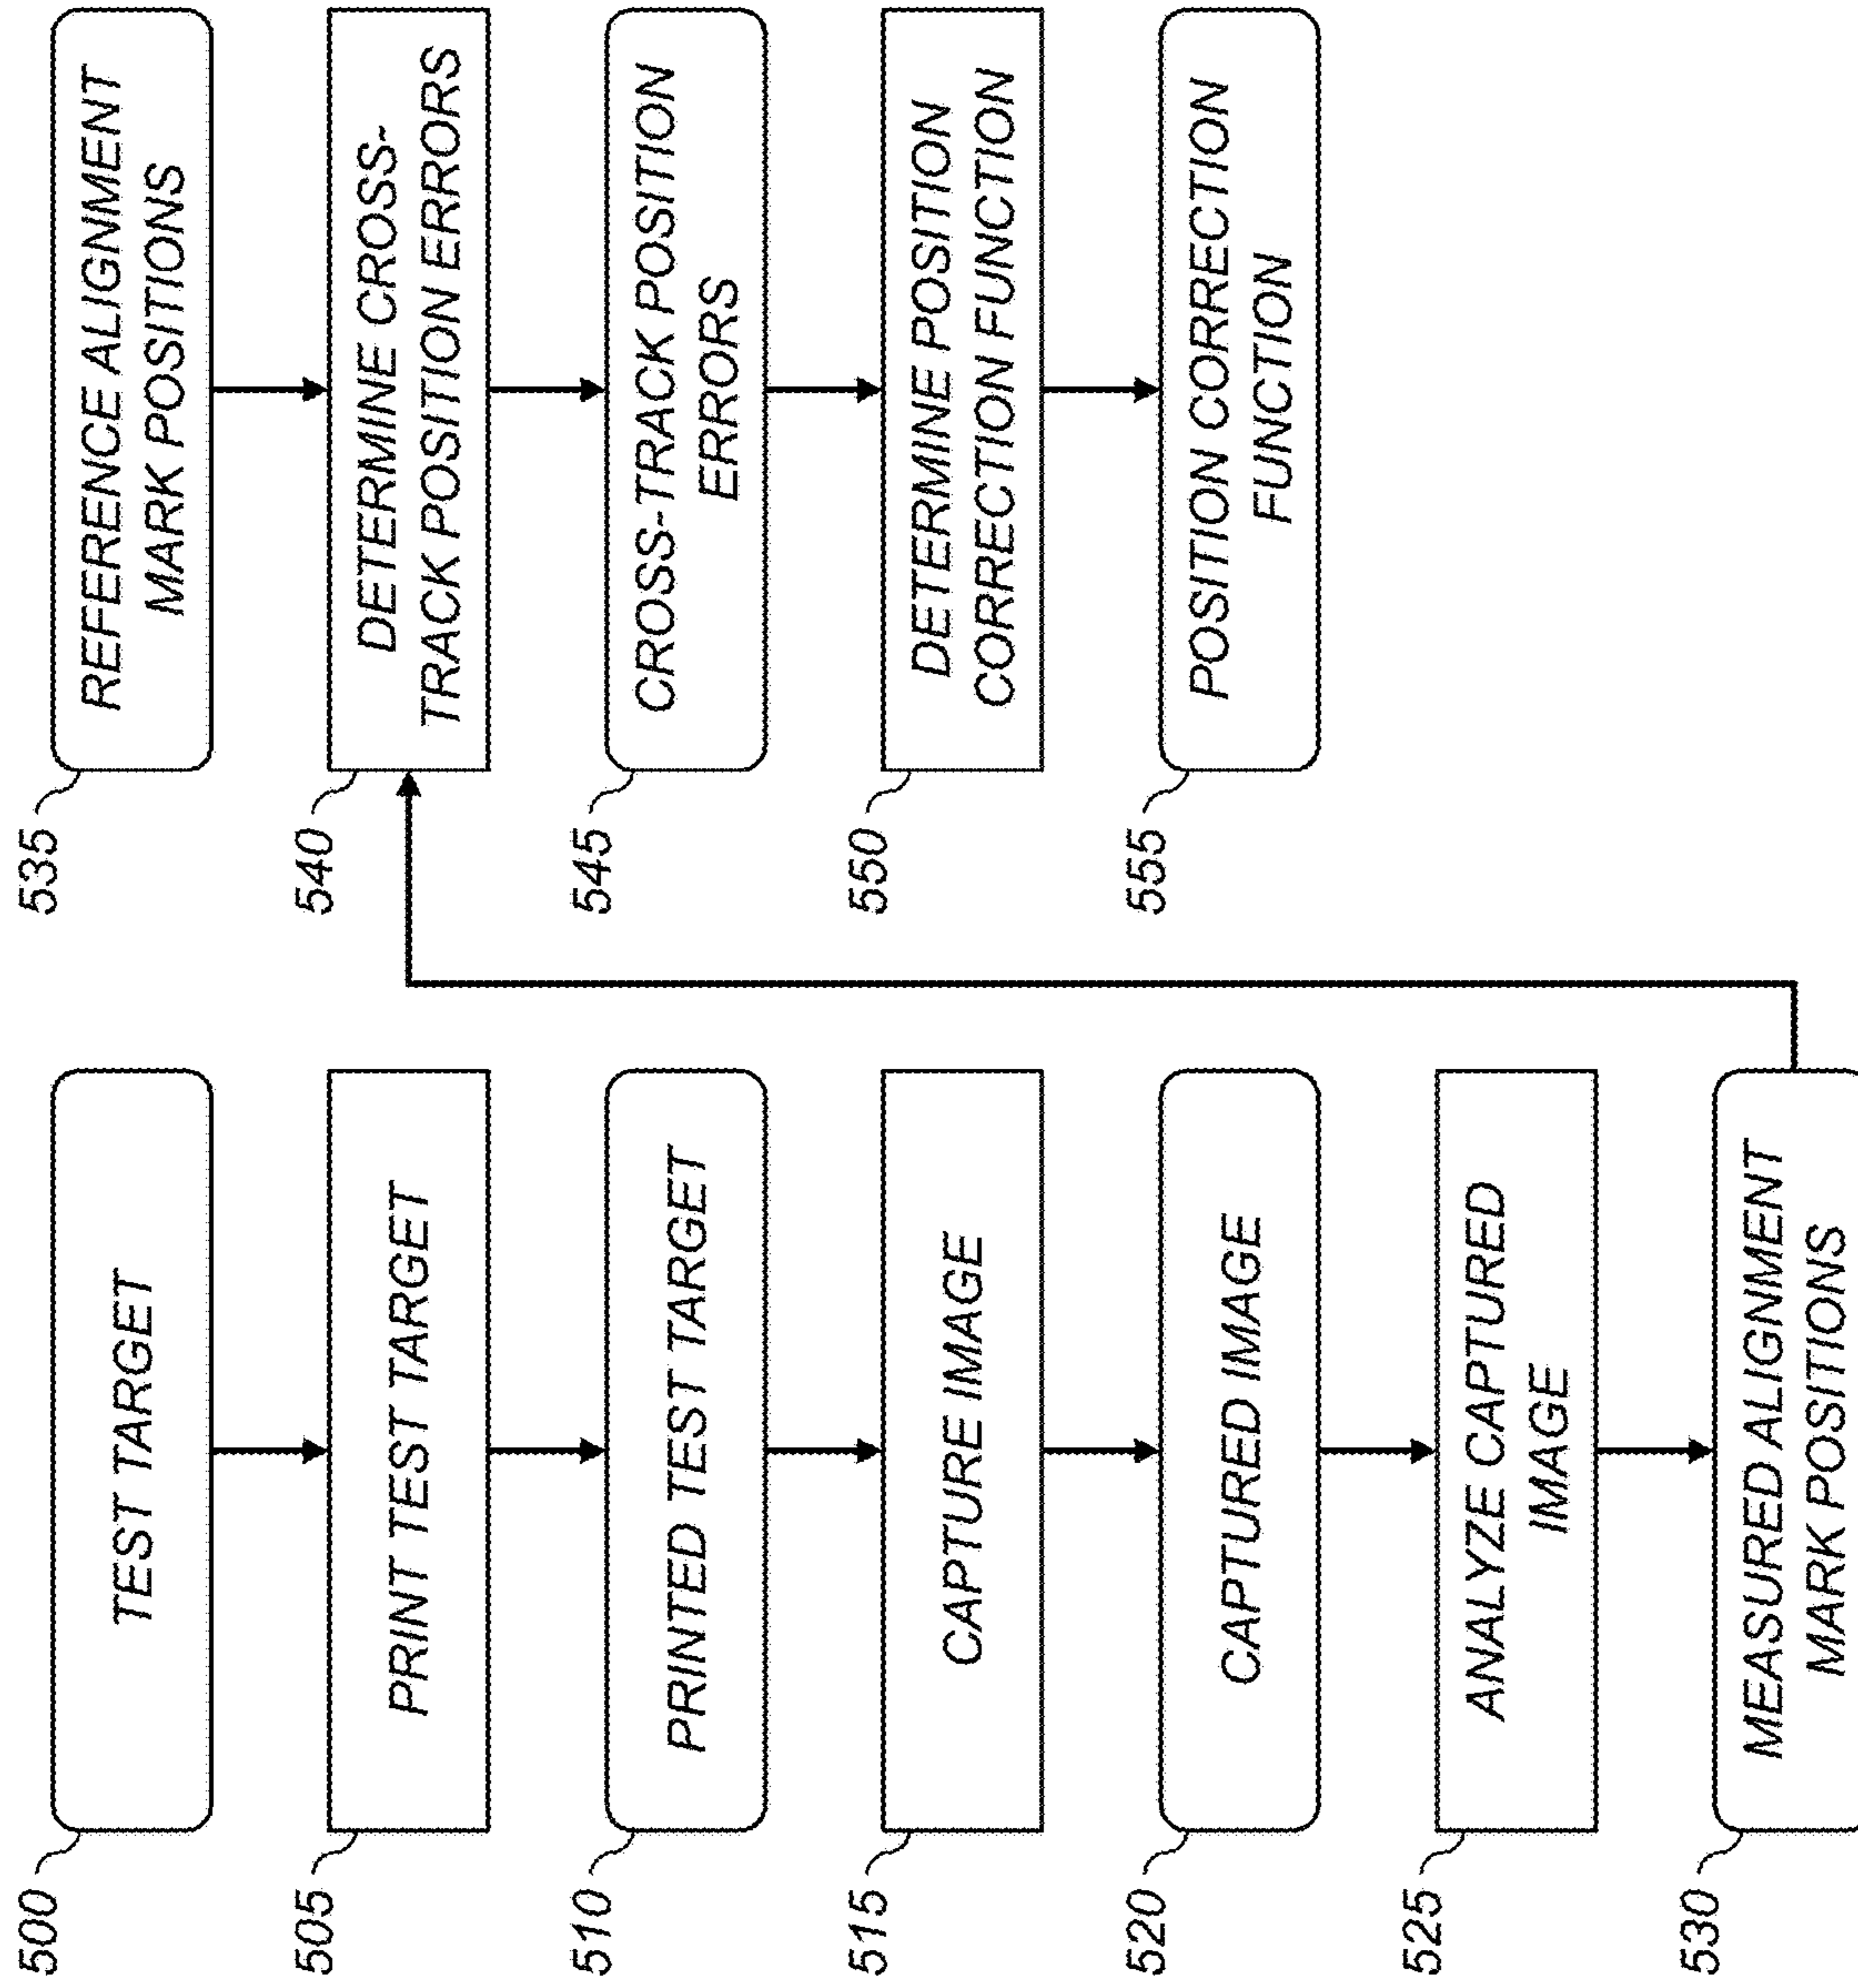 500
TEST TARGET
505
PRINT TEST TARGET
510
PRINTED TEST TARGET
515
CAPTURE IMAGE
520
CAPTURED IMAGE
525
ANALYZE CAPTURED
IMAGE
530
MEASURED ALIGNMENT
MARK POSITIONS
535
REFERENCE ALIGNMENT
MARK POSITIONS
540
DETERMINE CROSS-
TRACK POSITION ERRORS
545
CROSS-TRACK POSITION
ERRORS
550
DETERMINE POSITION
CORRECTION FUNCTION
555
POSITION CORRECTION
FUNCTION